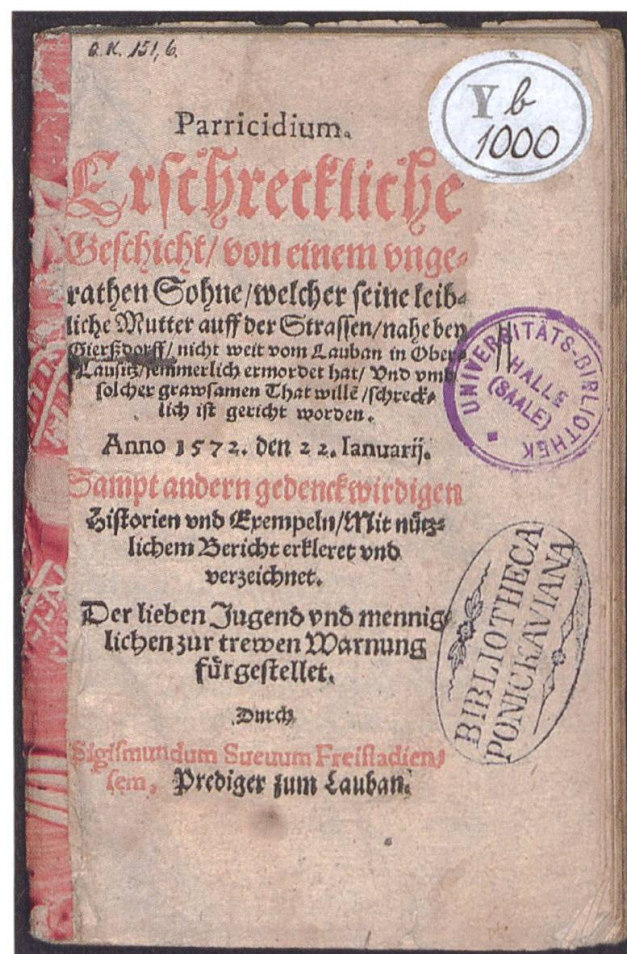 Q. K. 151, 6.
Y b
1000
Parricidium.
Erschreckliche
Geschicht/ von einem vnge⸗
rathen Sohne/welcher seine leib⸗
liche Mutter auff der Strassen/nahe bey
Gierßdorff/ nicht weit vom Lauban in Ober⸗
Lausitz/jemmerlich ermordet hat/ Vnd vmb
solcher grawsamen That willē/schreck⸗
lich ist gericht worden.
Anno 1572. den 22. Ianuarij.
Sampt andern gedenckwirdigen
Historien vnd Exempeln/Mit nütz⸗
lichem Bericht erkleret vnd
verzeichnet.
Der lieben Jugend vnd mennig⸗
lichen zur trewen Warnung
fürgestellet.
Durch
Sigismundum Sueuum Freistadien⸗
sem, Prediger zum Lauban.
UNIVERSITÄTS-BIBLIOTHEK
HALLE
(SAALE)
BIBLIOTHECA
PONICKAVIANA